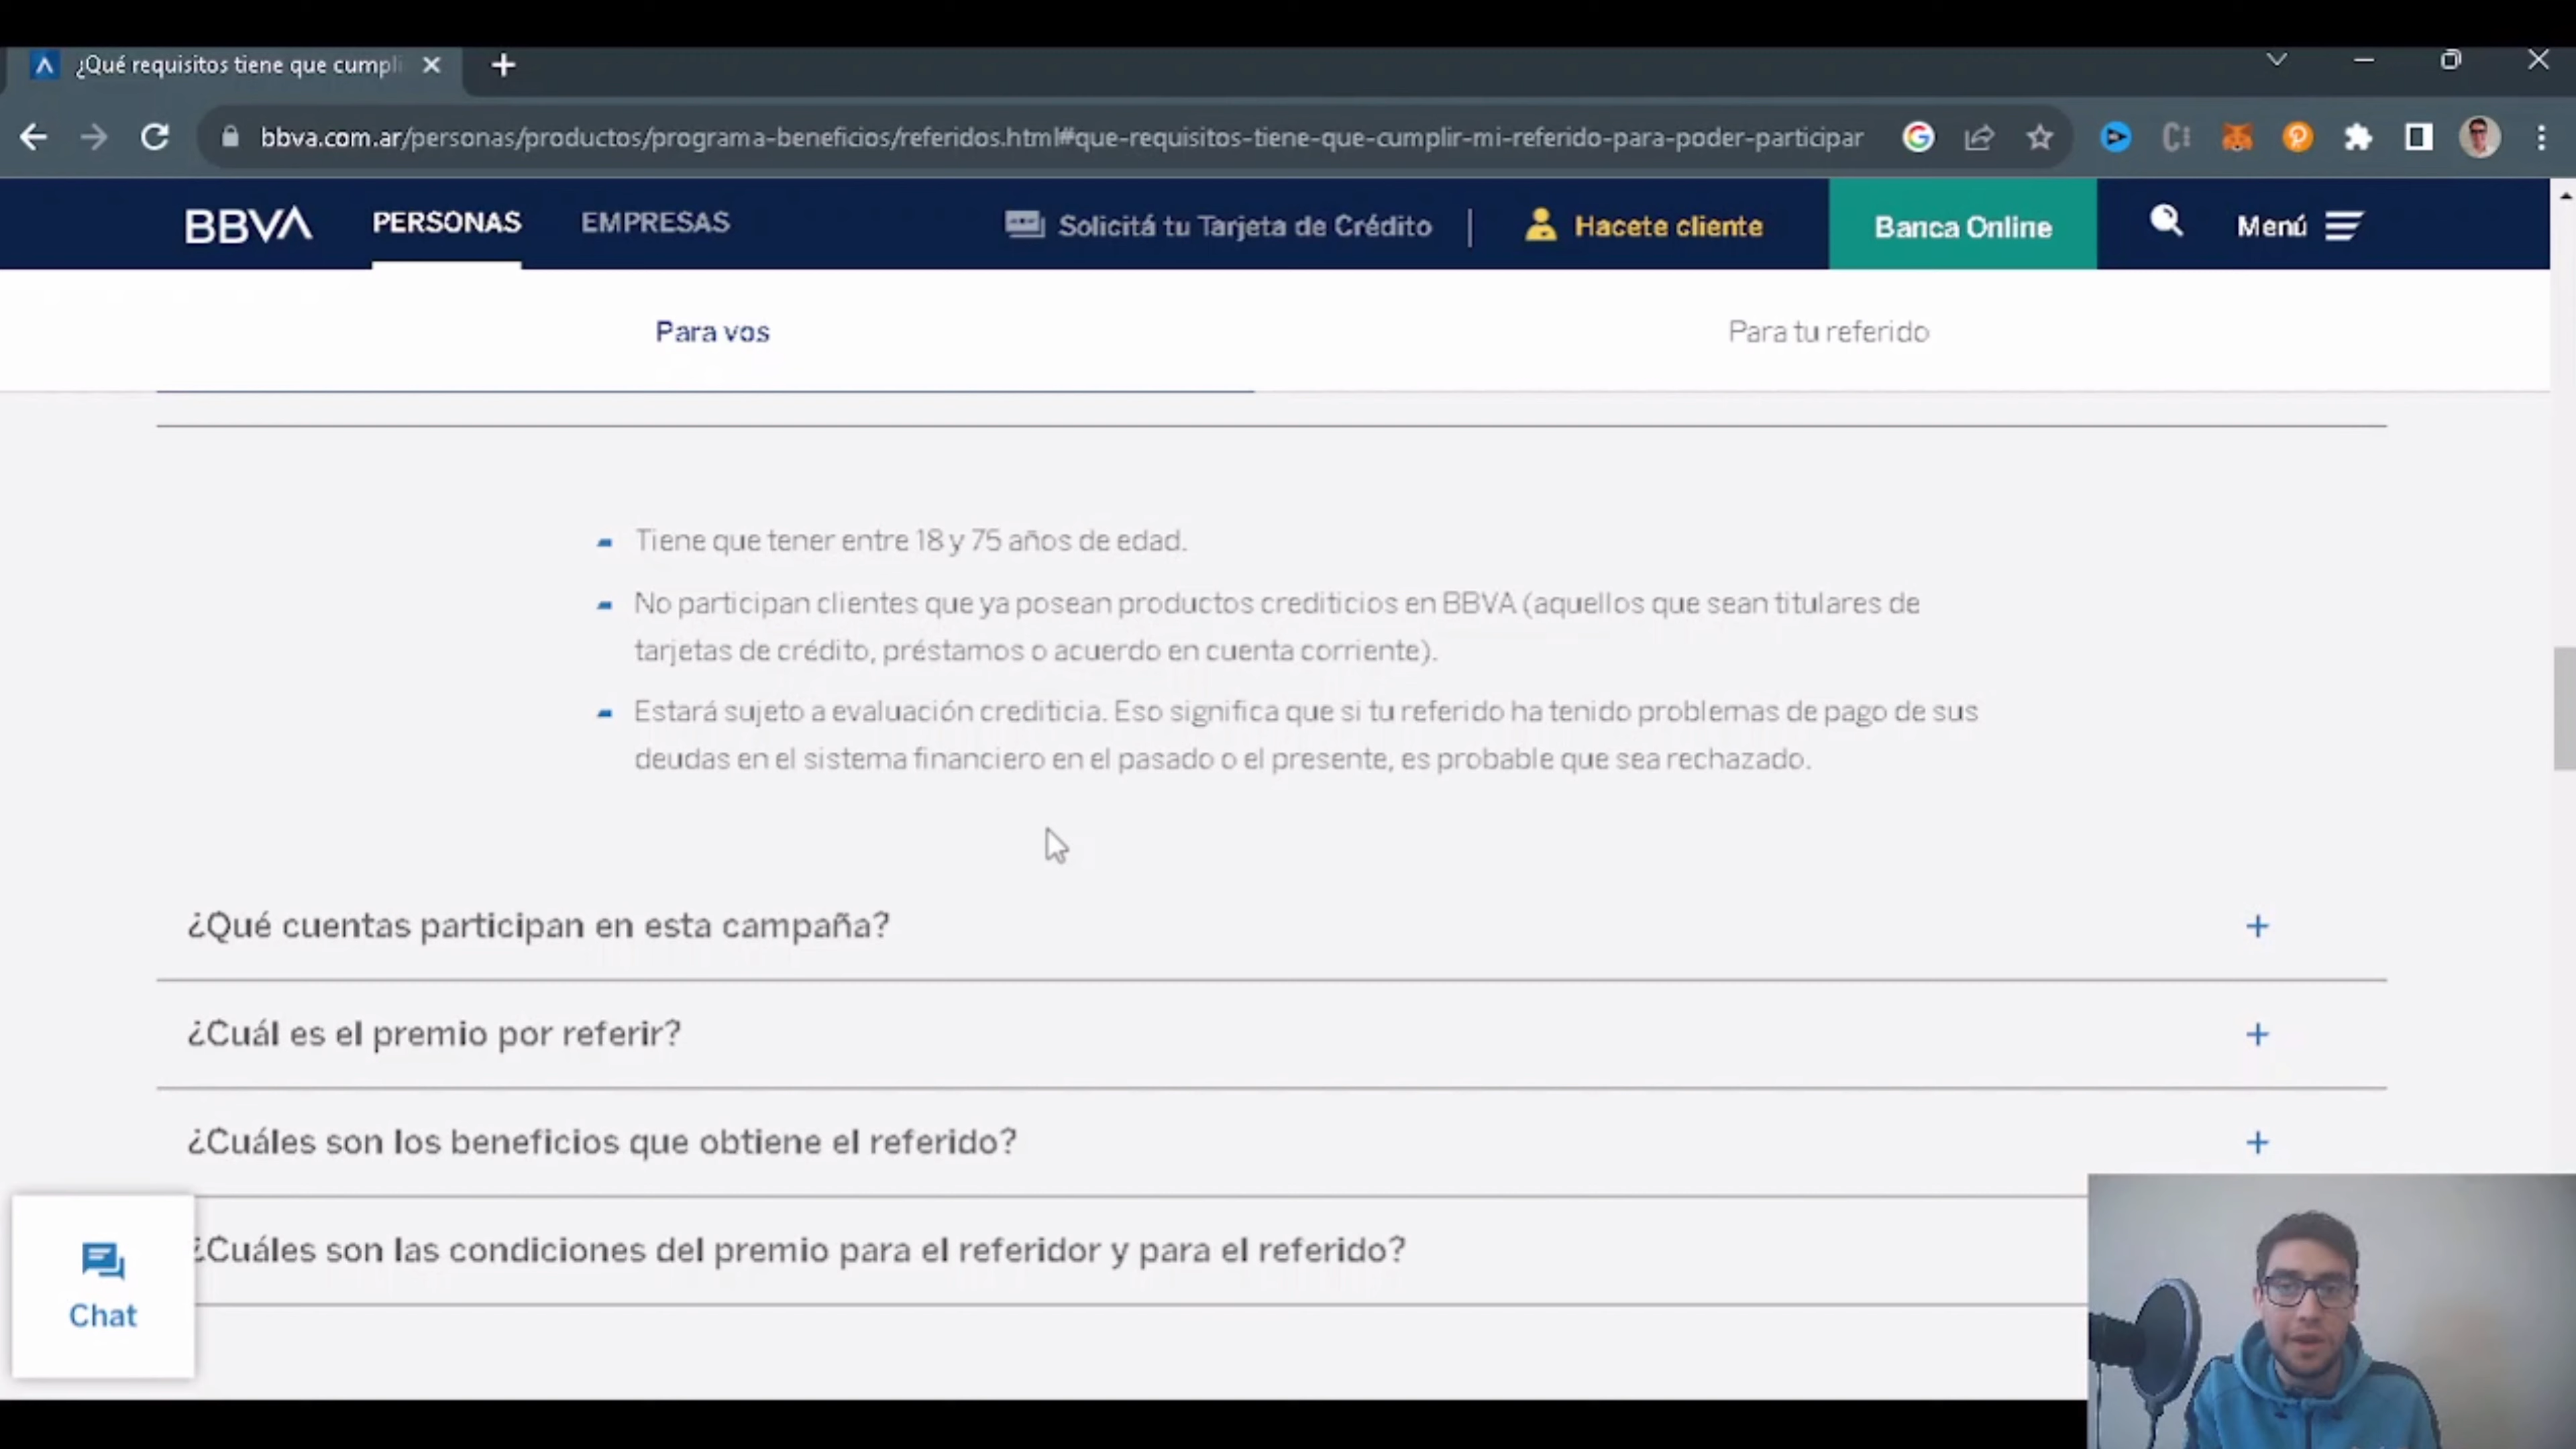 ¿Qué requisitos tiene que cumpli
bbva.com.ar/personas/productos/programa-beneficios/referidos.html#que-requisitos-tiene-que-cumplir-mi-referido-para-poder-participar
BBVA PERSONAS EMPRESAS Solicitá tu Tarjeta de Crédito | Hacete cliente Banca Online Menú
Para vos Para tu referido
Tiene que tener entre 18 y 75 años de edad.
No participan clientes que ya posean productos crediticios en BBVA (aquellos que sean titulares de
tarjetas de crédito, préstamos o acuerdo en cuenta corriente).
Estará sujeto a evaluación crediticia. Eso significa que si tu referido ha tenido problemas de pago de sus
deudas en el sistema financiero en el pasado o el presente, es probable que sea rechazado.
¿Qué cuentas participan en esta campaña? +
¿Cuál es el premio por referir? +
¿Cuáles son los beneficios que obtiene el referido? +
¿Cuáles son las condiciones del premio para el referidor y para el referido?
Chat